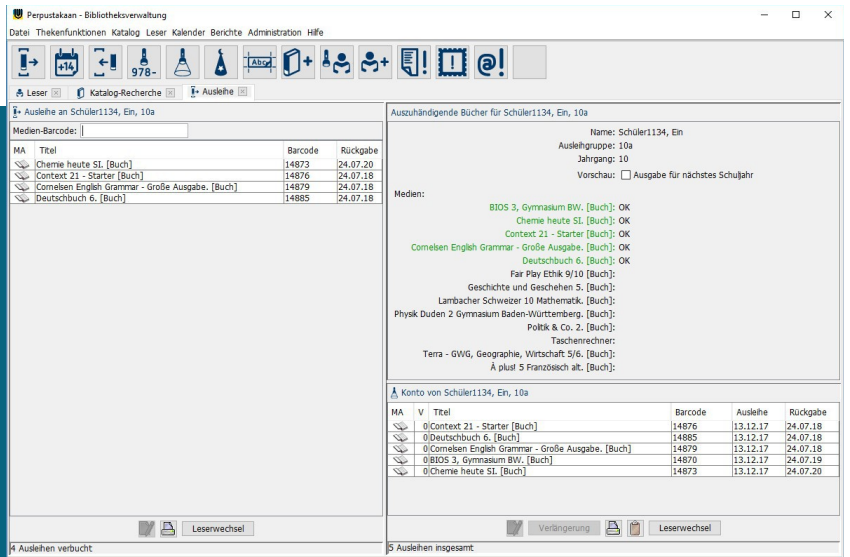 Perpustakaan - Bibliotheksverwaltung
Datei Thekenfunktionen Katalog Leser Kalender Berichte Administration Hilfe
+14
978-
Abcd
@!
Leser
Katalog-Recherche
Ausleihe
Ausleihe an Schüler1134, Ein, 10a
Medien-Barcode:
MA Titel Barcode Rückgabe
Chemie heute SI. [Buch] 14873 24.07.20
Context 21 - Starter [Buch] 14876 24.07.18
Cornelsen English Grammar - Große Ausgabe. [Buch] 14879 24.07.18
Deutschbuch 6. [Buch] 14885 24.07.18
Leserwechsel
4 Ausleihen verbucht
Auszuhändigende Bücher für Schüler1134, Ein, 10a
Name: Schüler1134, Ein
Ausleihgruppe: 10a
Jahrgang: 10
Vorschau: Ausgabe für nächstes Schuljahr
Medien:
BIOS 3, Gymnasium BW. [Buch]: OK
Chemie heute SI. [Buch]: OK
Context 21 - Starter [Buch]: OK
Cornelsen English Grammar - Große Ausgabe. [Buch]: OK
Deutschbuch 6. [Buch]: OK
Fair Play Ethik 9/10 [Buch]:
Geschichte und Geschehen 5. [Buch]:
Lambacher Schweizer 10 Mathematik. [Buch]:
Physik Duden 2 Gymnasium Baden-Württemberg. [Buch]:
Politik & Co. 2. [Buch]:
Taschenrechner:
Terra - GWG, Geographie, Wirtschaft 5/6. [Buch]:
À plus! 5 Französisch alt. [Buch]:
Konto von Schüler1134, Ein, 10a
MA V Titel Barcode Ausleihe Rückgabe
0 Context 21 - Starter [Buch] 14876 13.12.17 24.07.18
0 Deutschbuch 6. [Buch] 14885 13.12.17 24.07.18
0 Cornelsen English Grammar - Große Ausgabe. [Buch] 14879 13.12.17 24.07.18
0 BIOS 3, Gymnasium BW. [Buch] 14870 13.12.17 24.07.19
0 Chemie heute SI. [Buch] 14873 13.12.17 24.07.20
Verlängerung
Leserwechsel
5 Ausleihen insgesamt